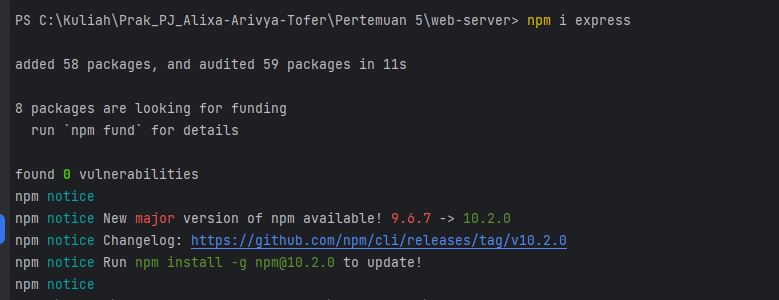 PS C:\Kuliah\Prak_PJ_Alixa-Arivya-Tofer\Pertemuan 5\web-server> npm i express
added 58 packages, and audited 59 packages in 11s
8 packages are looking for funding
run `npm fund` for details
found 0 vulnerabilities
npm notice
npm notice New major version of npm available! 9.6.7 -> 10.2.0
npm notice Changelog: https://github.com/npm/cli/releases/tag/v10.2.0
npm notice Run npm install -g npm@10.2.0 to update!
npm notice